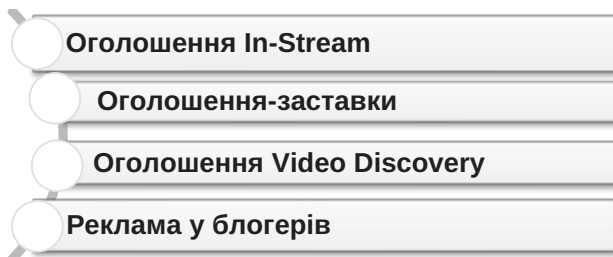 Оголошення In-Stream
Оголошення-заставки
Оголошення Video Discovery
Реклама у блогерів